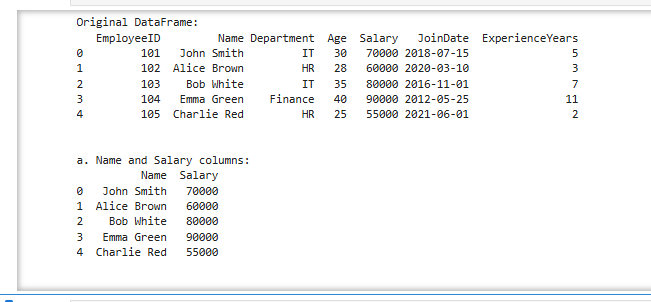 Original DataFrame:
   EmployeeID         Name Department  Age  Salary   JoinDate  ExperienceYears
0         101   John Smith         IT   30   70000 2018-07-15                5
1         102  Alice Brown         HR   28   60000 2020-03-10                3
2         103    Bob White         IT   35   80000 2016-11-01                7
3         104   Emma Green    Finance   40   90000 2012-05-25               11
4         105  Charlie Red         HR   25   55000 2021-06-01                2
a. Name and Salary columns:
          Name  Salary
0   John Smith   70000
1  Alice Brown   60000
2    Bob White   80000
3   Emma Green   90000
4  Charlie Red   55000